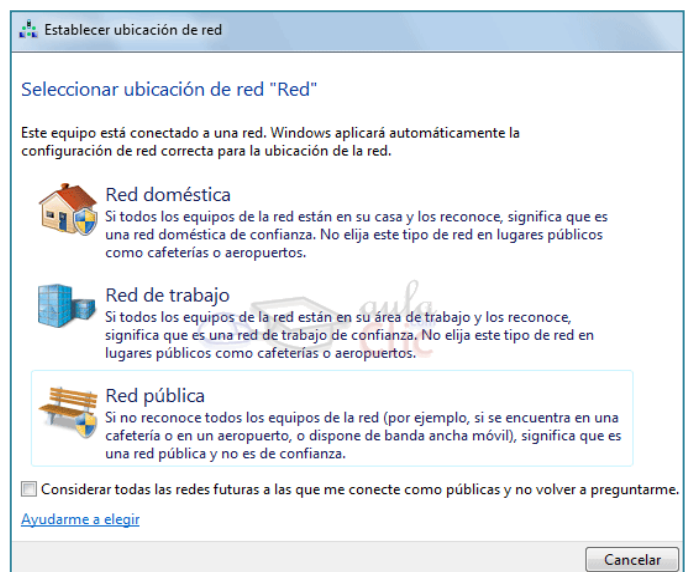 Establecer ubicación de red
Seleccionar ubicación de red "Red"
Este equipo está conectado a una red. Windows aplicará automáticamente la
configuración de red correcta para la ubicación de la red.
Red doméstica
Si todos los equipos de la red están en su casa y los reconoce, significa que es
una red doméstica de confianza. No elija este tipo de red en lugares públicos
como cafeterías o aeropuertos.
Red de trabajo
Si todos los equipos de la red están en su área de trabajo y los reconoce,
significa que es una red de trabajo de confianza. No elija este tipo de red en
lugares públicos como cafeterías o aeropuertos.
aula
Clic
Red pública
Si no reconoce todos los equipos de la red (por ejemplo, si se encuentra en una
cafetería o en un aeropuerto, o dispone de banda ancha móvil), significa que es
una red pública y no es de confianza.
Considerar todas las redes futuras a las que me conecte como públicas y no volver a preguntarme.
Ayudarme a elegir
Cancelar